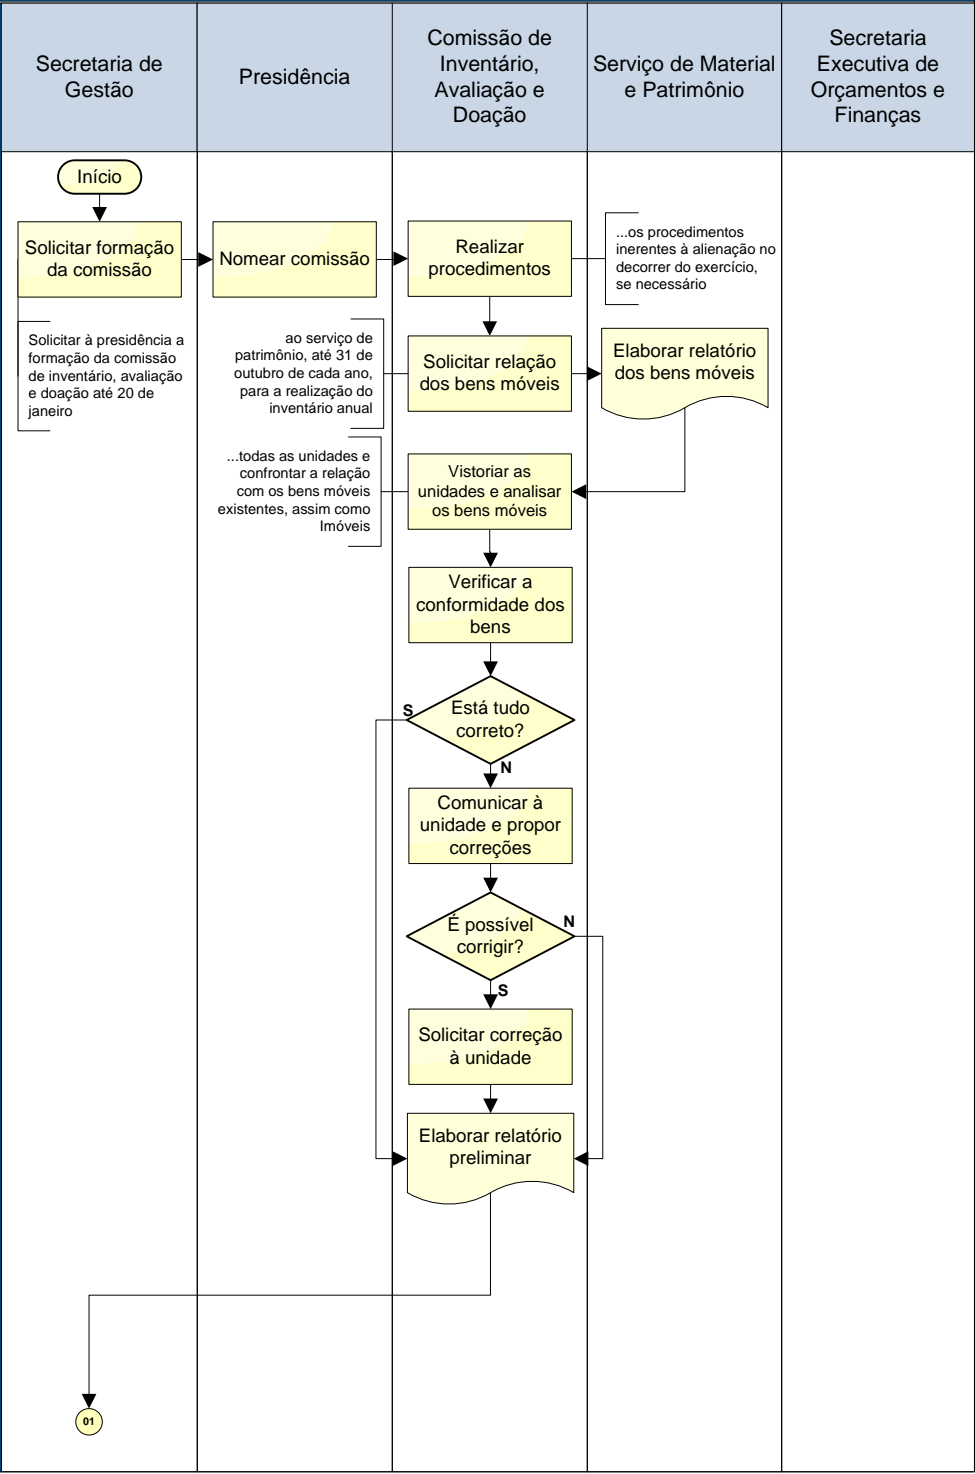 Secretaria de
Gestão
Presidência
Comissão de
Inventário,
Avaliação e
Doação
Serviço de Material
e Patrimônio
Secretaria
Executiva de
Orçamentos e
Finanças
Início
Solicitar formação
da comissão
Nomear comissão
Realizar
procedimentos
...os procedimentos
inerentes à alienação no
decorrer do exercício,
se necessário
Solicitar à presidência a
formação da comissão
de inventário, avaliação
e doação até 20 de
janeiro
ao serviço de
patrimônio, até 31 de
outubro de cada ano,
para a realização do
inventário anual
Solicitar relação
dos bens móveis
Elaborar relatório
dos bens móveis
...todas as unidades e
confrontar a relação
com os bens móveis
existentes, assim como
Imóveis
Vistoriar as
unidades e analisar
os bens móveis
Verificar a
conformidade dos
bens
S
Está tudo
correto?
N
Comunicar à
unidade e propor
correções
É possível
corrigir?
N
S
Solicitar correção
à unidade
Elaborar relatório
preliminar
01